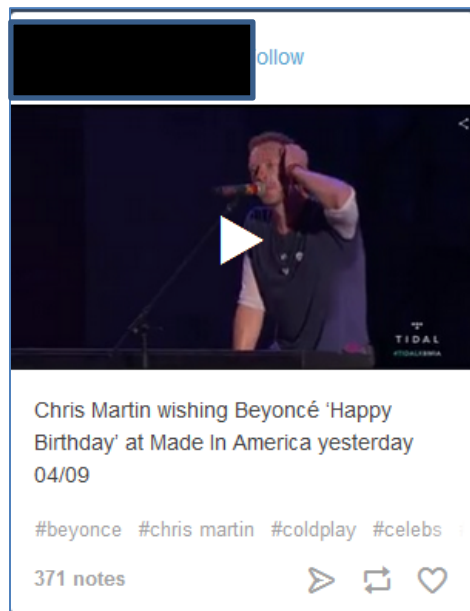 ollow
TIDAL
#TIDALXBMIA
Chris Martin wishing Beyoncé ‘Happy
Birthday’ at Made In America yesterday
04/09
#beyonce #chris martin #coldplay #celebs
371 notes